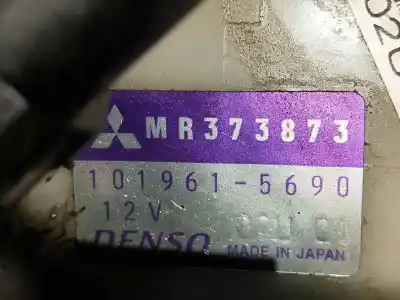 MR373873
101961-5690
12V
DENSO MADE IN JAPAN